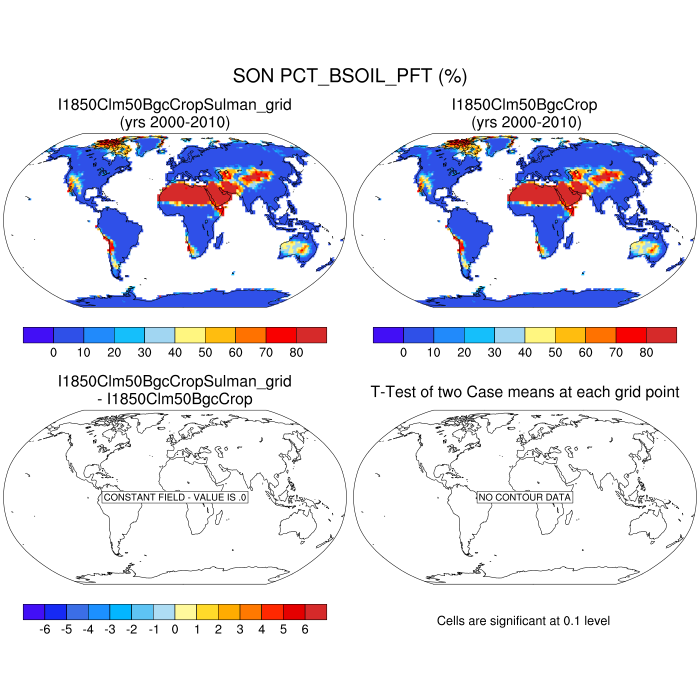 SON PCT_BSOIL_PFT (%)
I1850Clm50BgcCropSulman_grid
(yrs 2000-2010)
I1850Clm50BgcCrop
(yrs 2000-2010)
0 10 20 30 40 50 60 70 80
0 10 20 30 40 50 60 70 80
I1850Clm50BgcCropSulman_grid
- I1850Clm50BgcCrop
T-Test of two Case means at each grid point
CONSTANT FIELD - VALUE IS .0
NO CONTOUR DATA
-6 -5 -4 -3 -2 -1 0 1 2 3 4 5 6
Cells are significant at 0.1 level